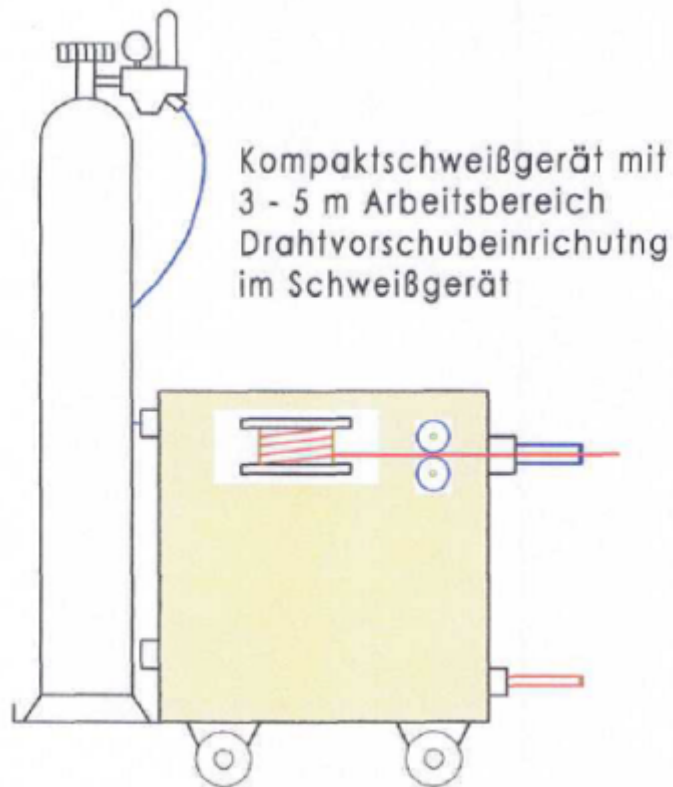 Kompaktschweißgerät mit
3 - 5 m Arbeitsbereich
Drahtvorschubeinrichutng
im Schweißgerät